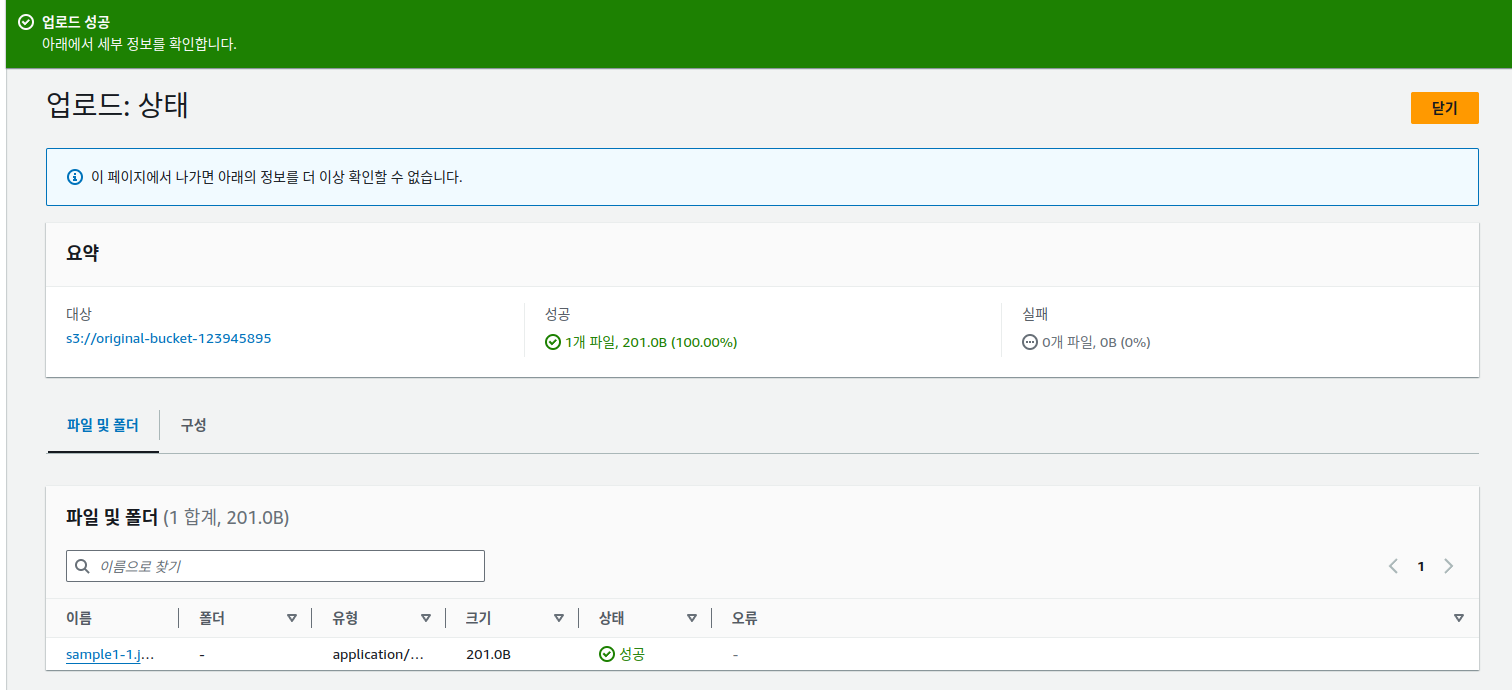 업로드 성공
아래에서 세부 정보를 확인합니다.
업로드: 상태
닫기
이 페이지에서 나가면 아래의 정보를 더 이상 확인할 수 없습니다.
요약
대상
s3://original-bucket-123945895
성공
1개 파일, 201.0B (100.00%)
실패
0개 파일, 0B (0%)
파일 및 폴더
구성
파일 및 폴더 (1 합계, 201.0B)
이름으로 찾기
1
이름 폴더 유형 크기 상태 오류
sample1-1.j... - application/... 201.0B 성공 -